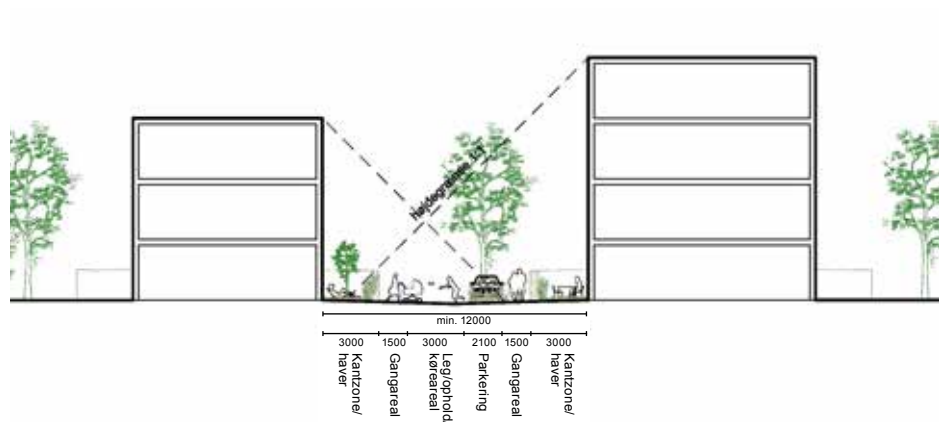 Højdegrænse 1:1
min. 12000
3000
1500
3000
2100
1500
3000
Kantzone/
haver
Gangareal
Leg/ophold/
køreareal
Parkering
Gangareal
Kantzone/
haver